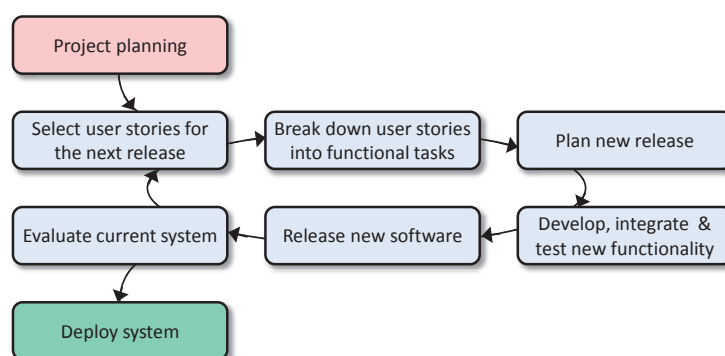 Project planning
Select user stories for
the next release
Break down user stories
into functional tasks
Plan new release
Evaluate current system
Release new software
Develop, integrate &
test new functionality
Deploy system